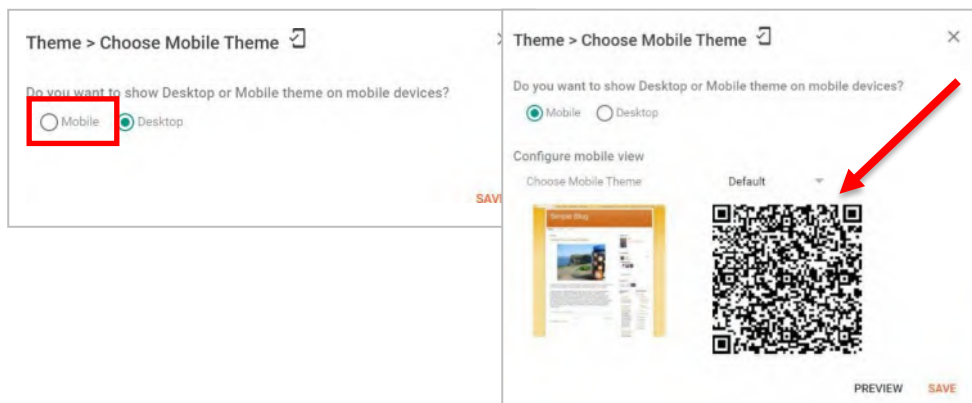 Theme > Choose Mobile Theme
Do you want to show Desktop or Mobile theme on mobile devices?
Mobile Desktop
SAVE
Theme > Choose Mobile Theme
Do you want to show Desktop or Mobile theme on mobile devices?
Mobile Desktop
Configure mobile view
Choose Mobile Theme Default
Simple Blog
PREVIEW SAVE